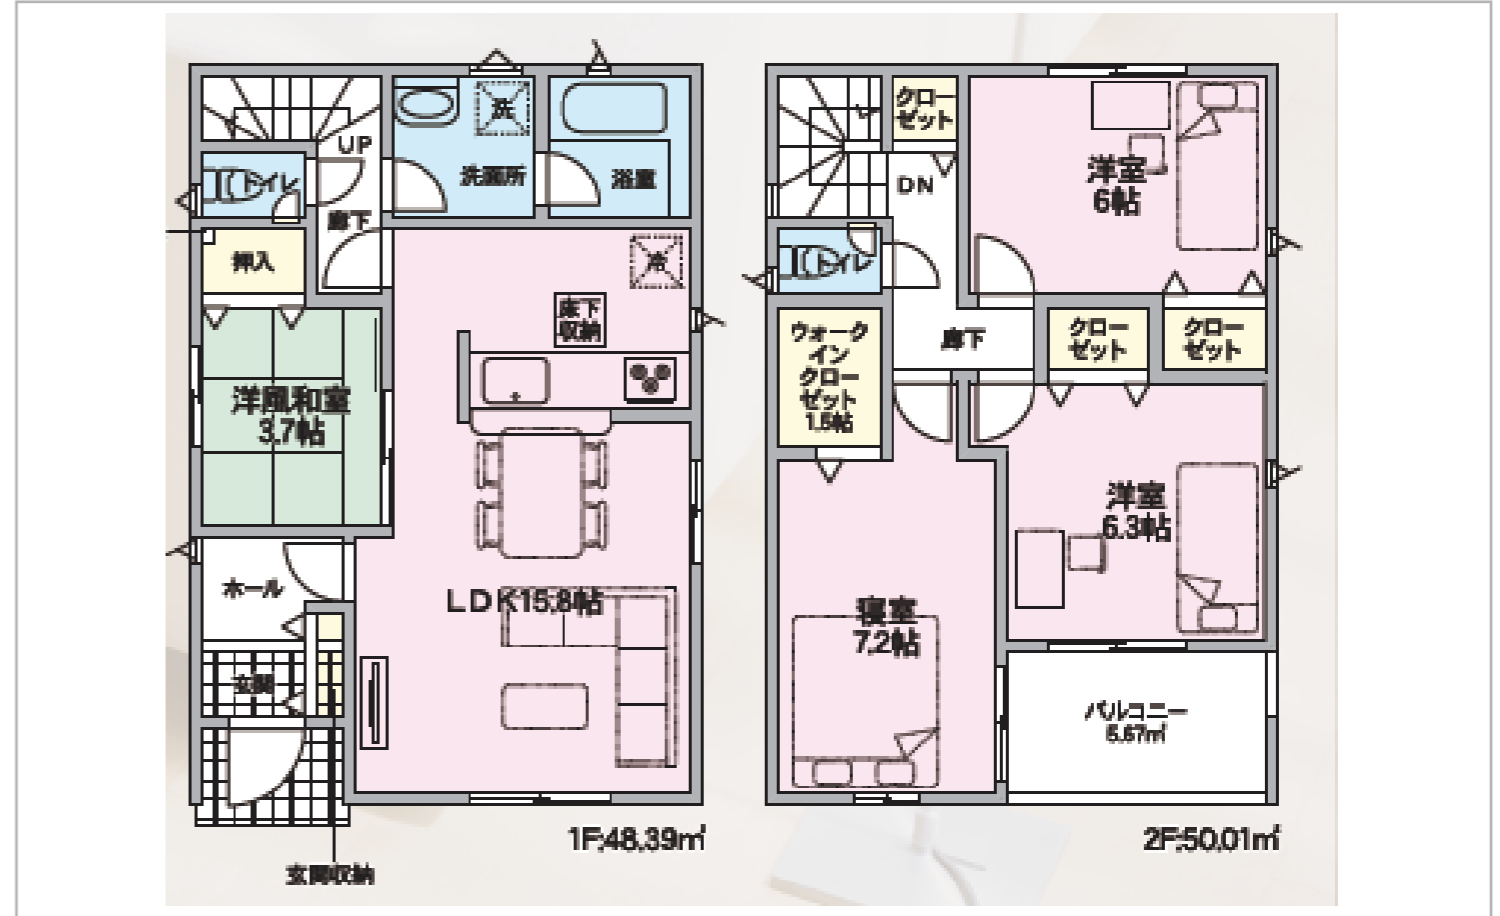 UP
洗
洗面所
浴室
トイレ
廊下
押入
冷
床下
収納
洋風和室
3.7帖
ホール
LDK15.8帖
玄関
1F:48.39㎡
玄関収納
クロー
ゼット
DN
洋室
6帖
トイレ
ウォーク
イン
クロー
ゼット
1.5帖
廊下
クロー
ゼット
クロー
ゼット
洋室
6.3帖
寝室
7.2帖
バルコニー
5.67㎡
2F:50.01㎡